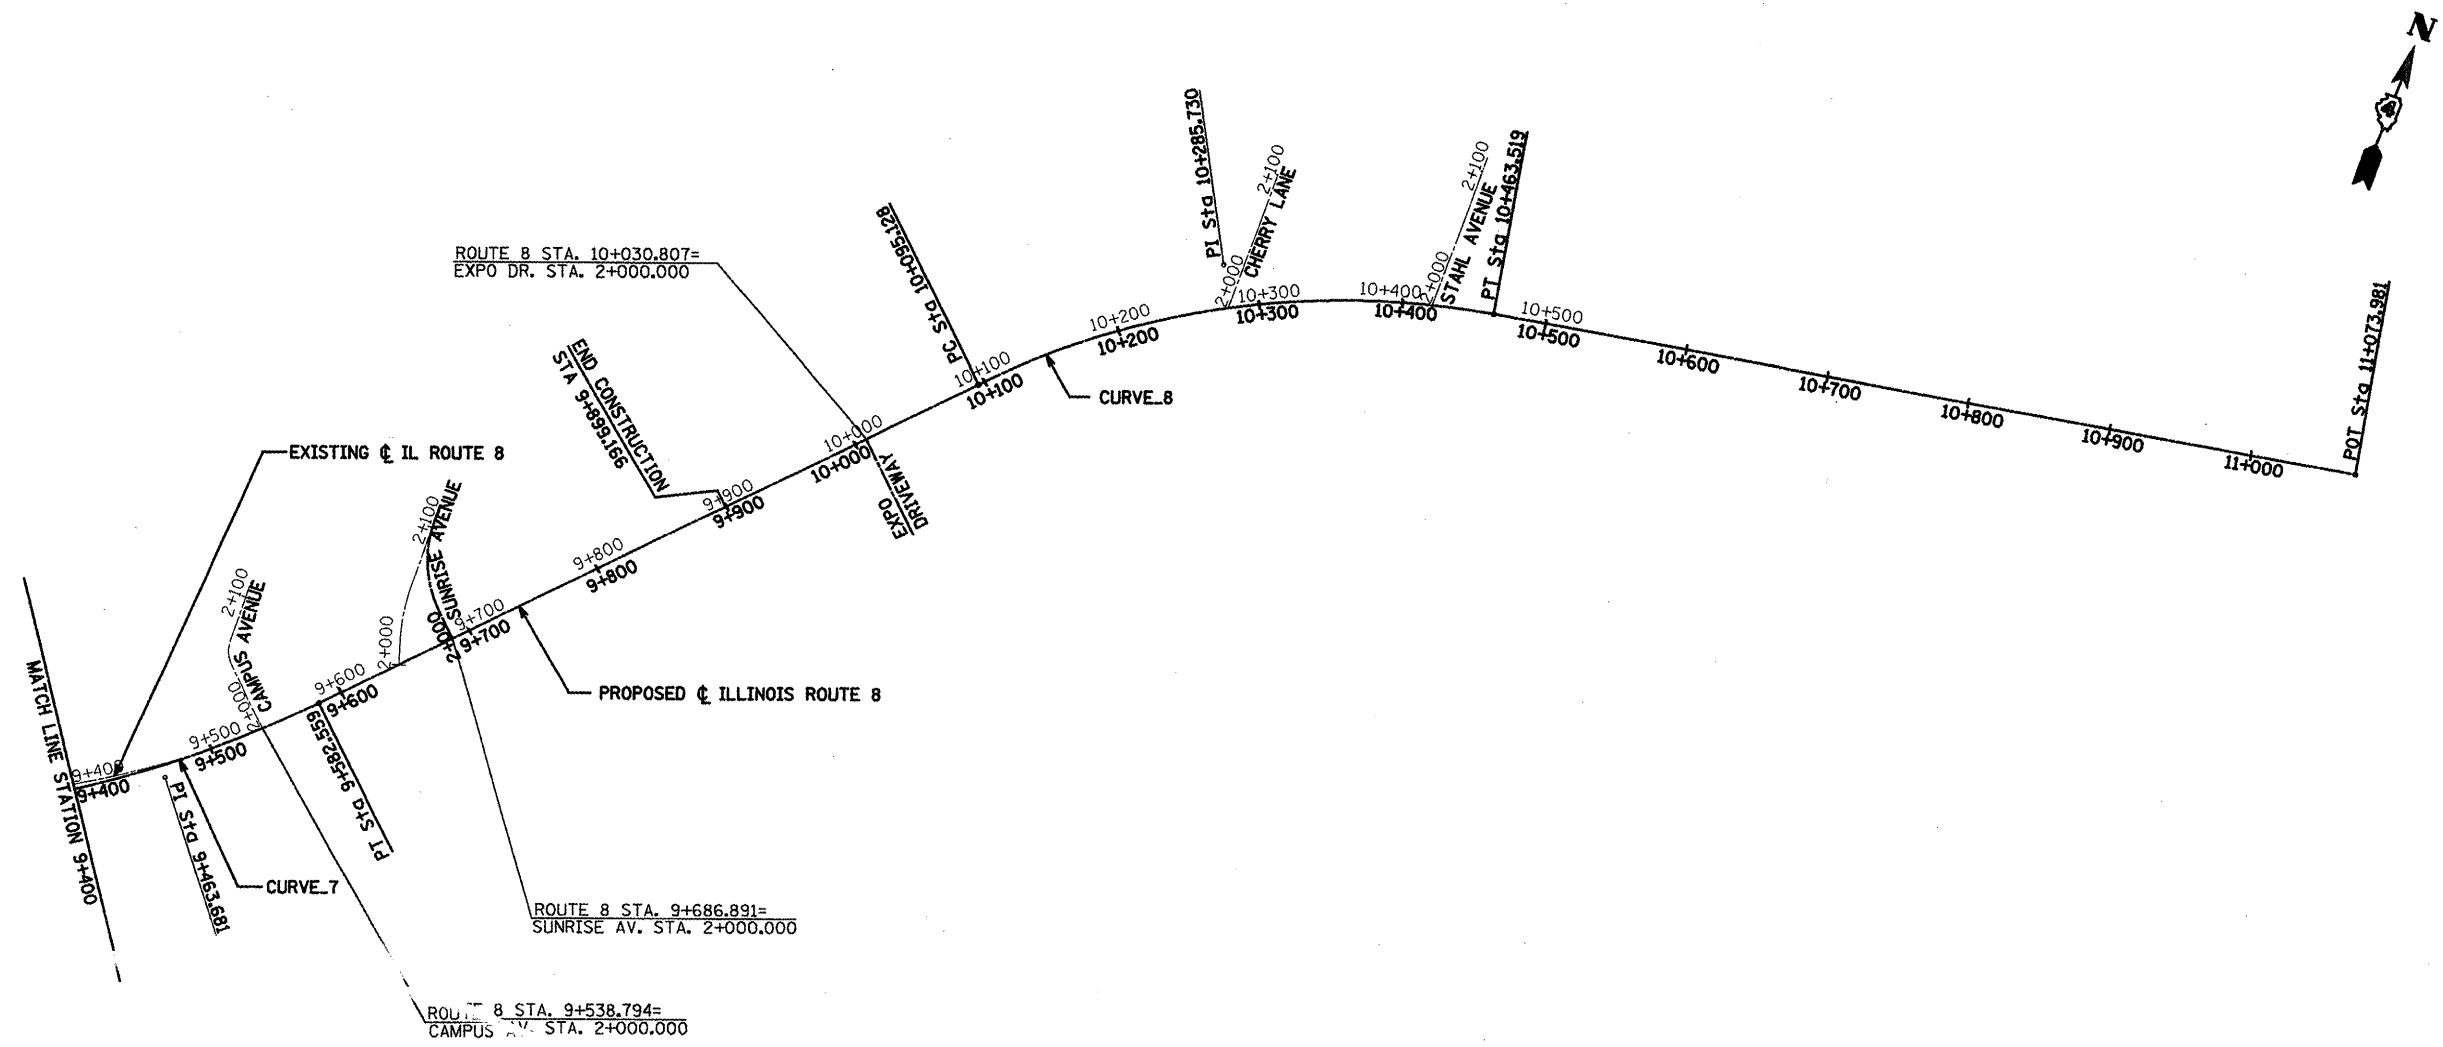 N
PI Sta 10+285.730
2+100
CHERRY LANE
2+000
2+100
STAHL AVENUE
2+000
PT Sta 10+463.519
PC Sta 10+095.128
ROUTE 8 STA. 10+030.807=
EXPO DR. STA. 2+000.000
POT Sta 11+073.981
END CONSTRUCTION
STA 9+899.166
10+100
10+100
10+200
10+200
10+300
10+300
10+400
10+400
10+500
10+500
10+600
10+700
10+800
10+900
11+000
CURVE_8
10+000
10+000
EXPO
DRIVEWAY
EXISTING ℄ IL ROUTE 8
9+900
9+900
2+100
SUNRISE AVENUE
2+000
2+000
9+800
9+800
9+700
9+700
2+100
CAMPUS AVENUE
2+000
9+600
9+600
PROPOSED ℄ ILLINOIS ROUTE 8
MATCH LINE STATION 9+400
9+500
9+500
9+400
9+400
PT Sta 9+582.559
PI Sta 9+463.681
CURVE_7
ROUTE 8 STA. 9+686.891=
SUNRISE AV. STA. 2+000.000
8 STA. 9+538.794=
CAMPUS STA. 2+000.000